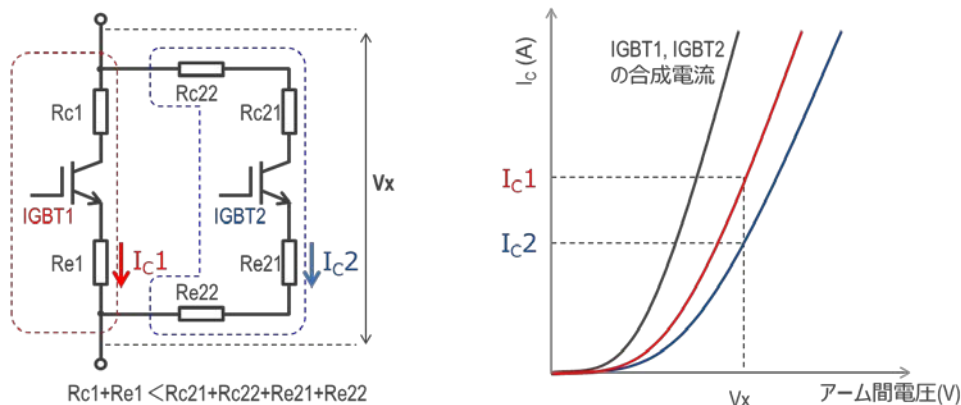 Rc22
Rc1
Rc21
Vx
IGBT1
IGBT2
Re1
IC1
Re21
IC2
Re22
Rc1+Re1＜Rc21+Rc22+Re21+Re22
IC (A)
IGBT1, IGBT2
の合成電流
IC1
IC2
Vx
アーム間電圧(V)